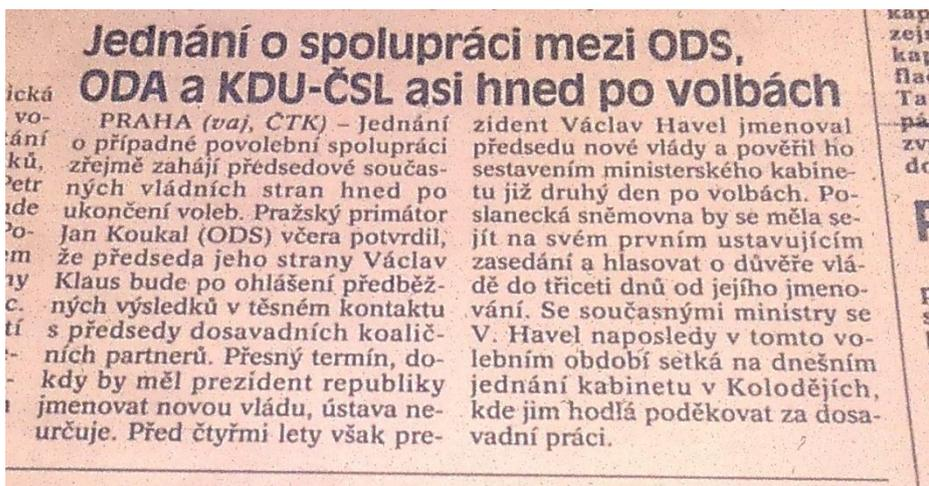 Jednání o spolupráci mezi ODS,
ODA a KDU-ČSL asi hned po volbách
PRAHA (vaj, ČTK) – Jednání
o případné povolební spolupráci
zřejmě zahájí předsedové součas-
ných vládních stran hned po
ukončení voleb. Pražský primátor
Jan Koukal (ODS) včera potvrdil,
že předseda jeho strany Václav
Klaus bude po ohlášení předběž-
ných výsledků v těsném kontaktu
s předsedy dosavadních koalič-
ních partnerů. Přesný termín, do-
kdy by měl prezident republiky
jmenovat novou vládu, ústava ne-
určuje. Před čtyřmi lety však pre-
zident Václav Havel jmenoval
předsedu nové vlády a pověřil ho
sestavením ministerského kabine-
tu již druhý den po volbách. Po-
slanecká sněmovna by se měla se-
jít na svém prvním ustavujícím
zasedání a hlasovat o důvěře vlá-
dě do třiceti dnů od jejího jmeno-
vání. Se současnými ministry se
V. Havel naposledy v tomto vo-
lebním období setká na dnešním
jednání kabinetu v Kolodějích,
kde jim hodlá poděkovat za dosa-
vadní práci.